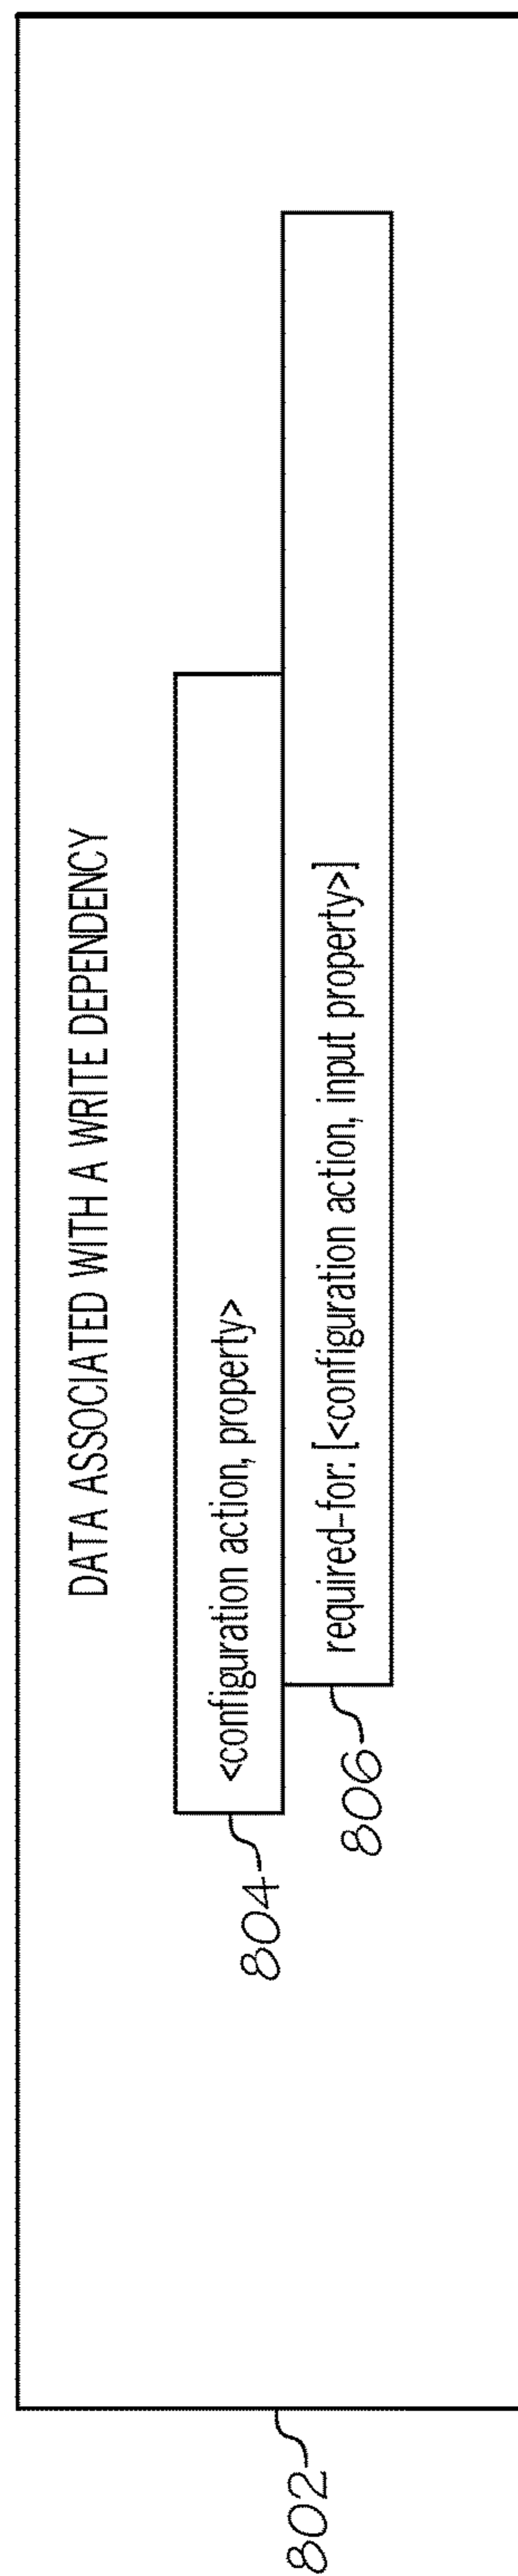 DATA ASSOCIATED WITH A WRITE DEPENDENCY
<configuration action, property>
804
required-for: [<configuration action, input property>]
806
802